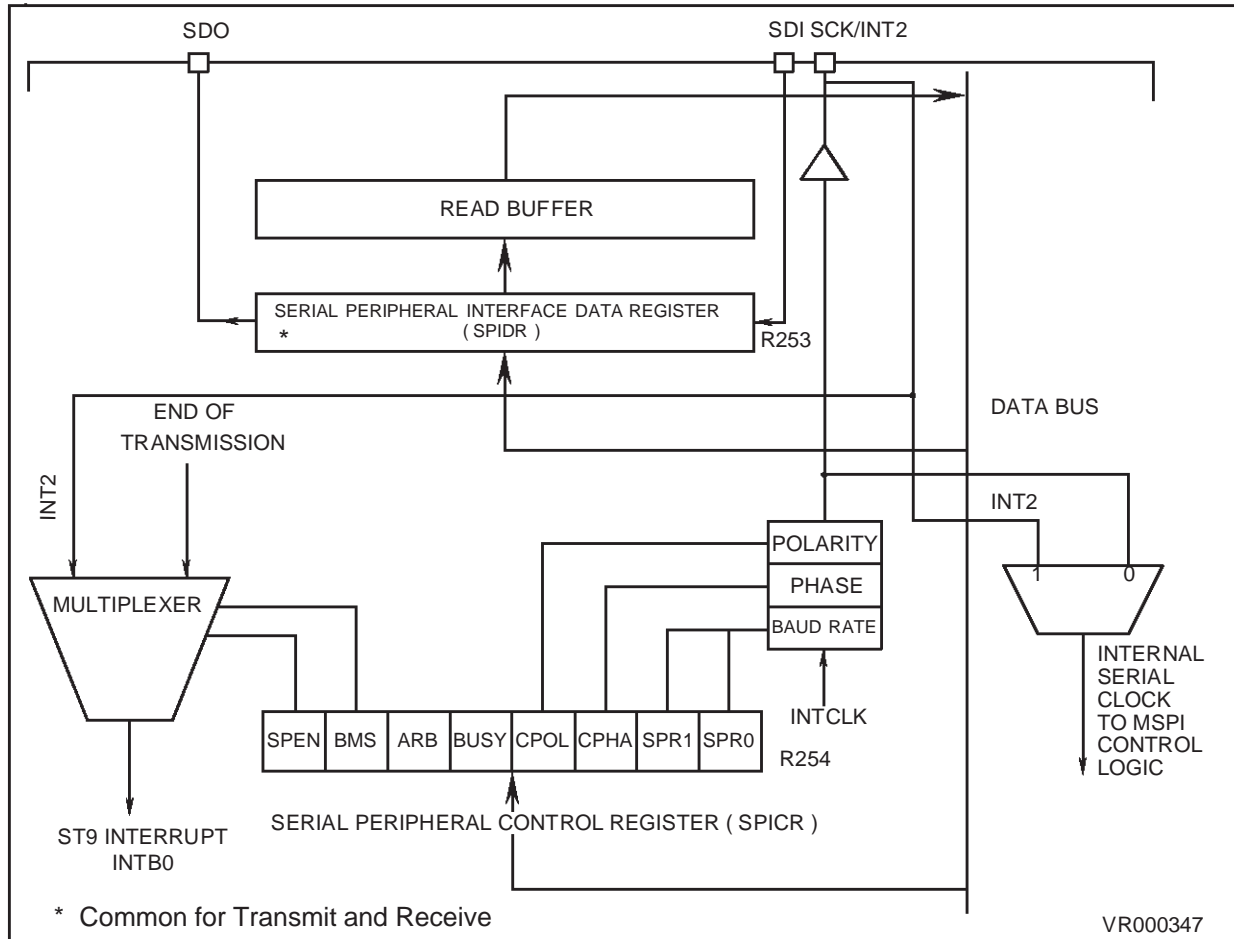 SDO
SDI SCK/INT2
READ BUFFER
SERIAL PERIPHERAL INTERFACE DATA REGISTER
( SPIDR )
*
R253
END OF
TRANSMISSION
DATA BUS
INT2
INT2
POLARITY
1
0
MULTIPLEXER
PHASE
BAUD RATE
INTERNAL
SERIAL
CLOCK
TO MSPI
CONTROL
LOGIC
INTCLK
SPEN BMS ARB BUSY CPOL CPHA SPR1 SPR0
R254
SERIAL PERIPHERAL CONTROL REGISTER ( SPICR )
ST9 INTERRUPT
INTB0
* Common for Transmit and Receive
VR000347